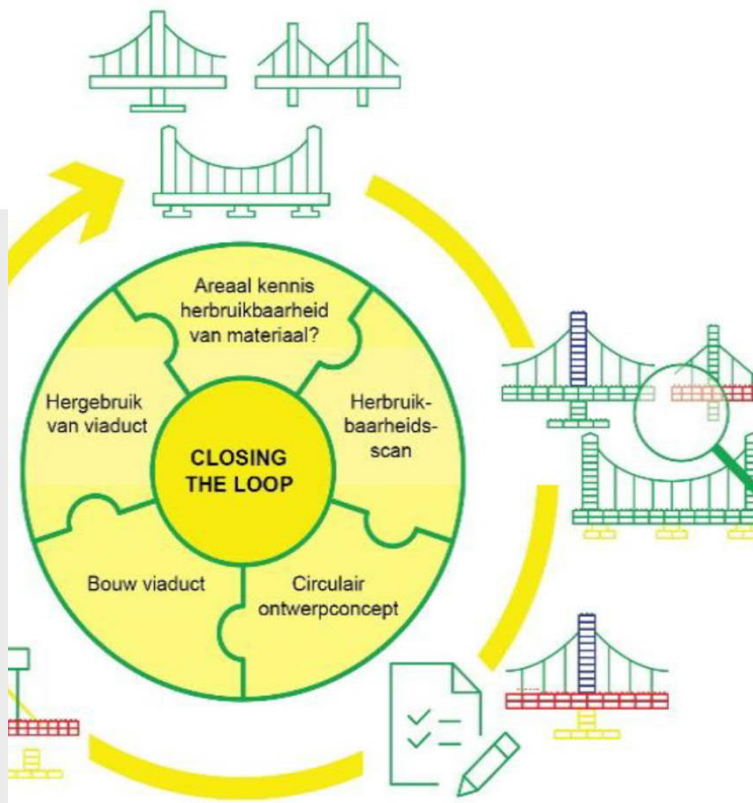 Areaal kennis
herbruikbaarheid
van materiaal?
Herbruik-
baarheids-
scan
Circulair
ontwerpconcept
Bouw viaduct
Hergebruik
van viaduct
CLOSING
THE LOOP